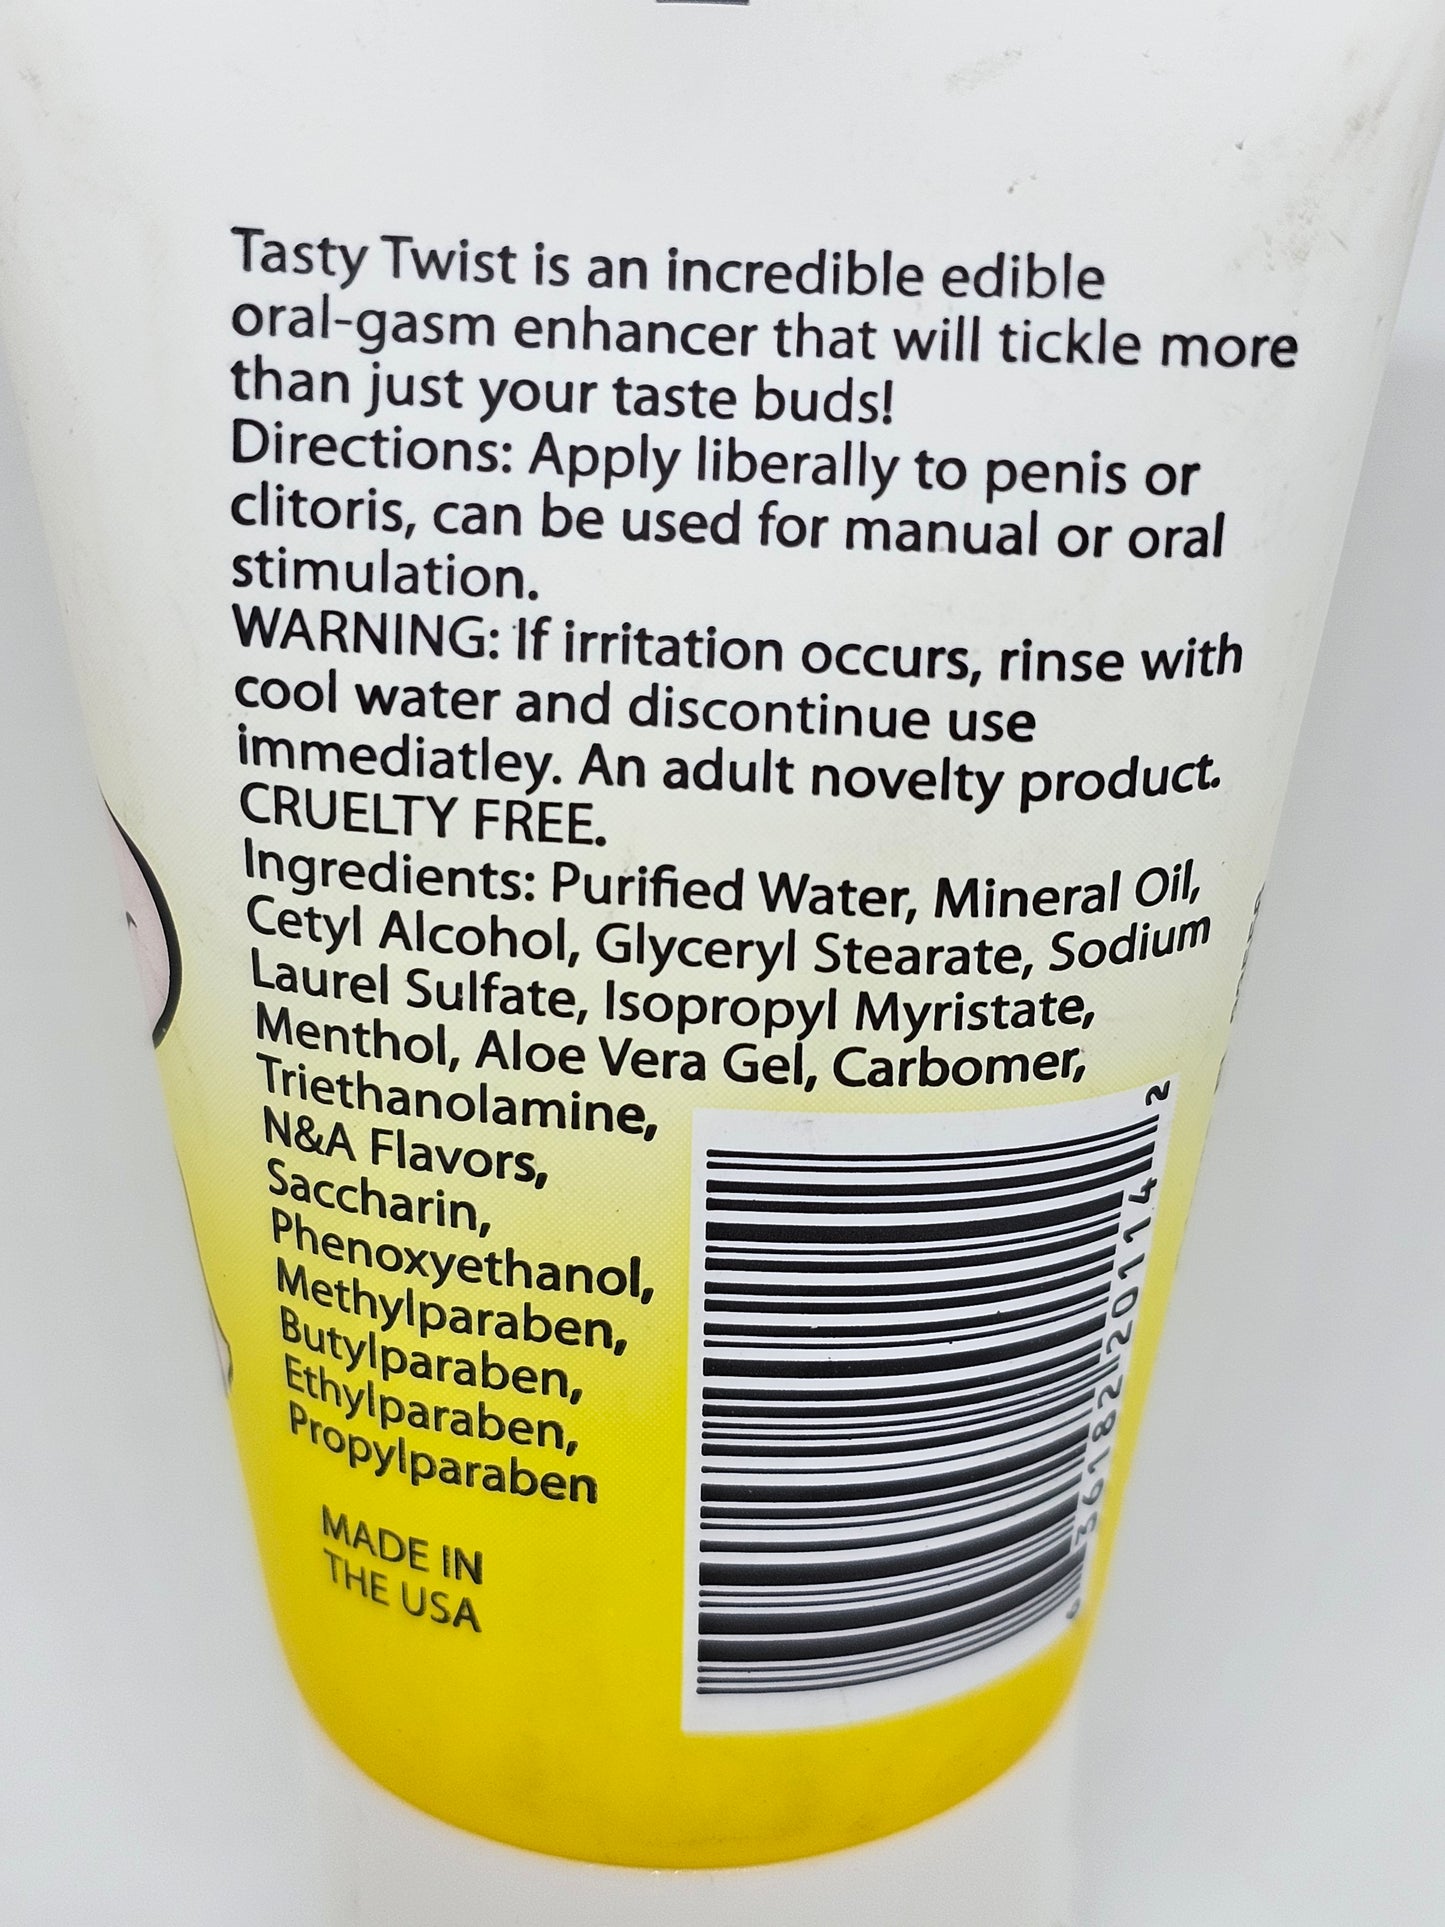 Tasty Twist is an incredible edible
oral-gasm enhancer that will tickle more
than just your taste buds!
Directions: Apply liberally to penis or
clitoris, can be used for manual or oral
stimulation.
WARNING: If irritation occurs, rinse with
cool water and discontinue use
immediatley. An adult novelty product.
CRUELTY FREE.
Ingredients: Purified Water, Mineral Oil,
Cetyl Alcohol, Glyceryl Stearate, Sodium
Laurel Sulfate, Isopropyl Myristate,
Menthol, Aloe Vera Gel, Carbomer,
Triethanolamine,
N&A Flavors,
Saccharin,
Phenoxyethanol,
Methylparaben,
Butylparaben,
Ethylparaben,
Propylparaben
MADE IN
THE USA
6 36182 20114 2